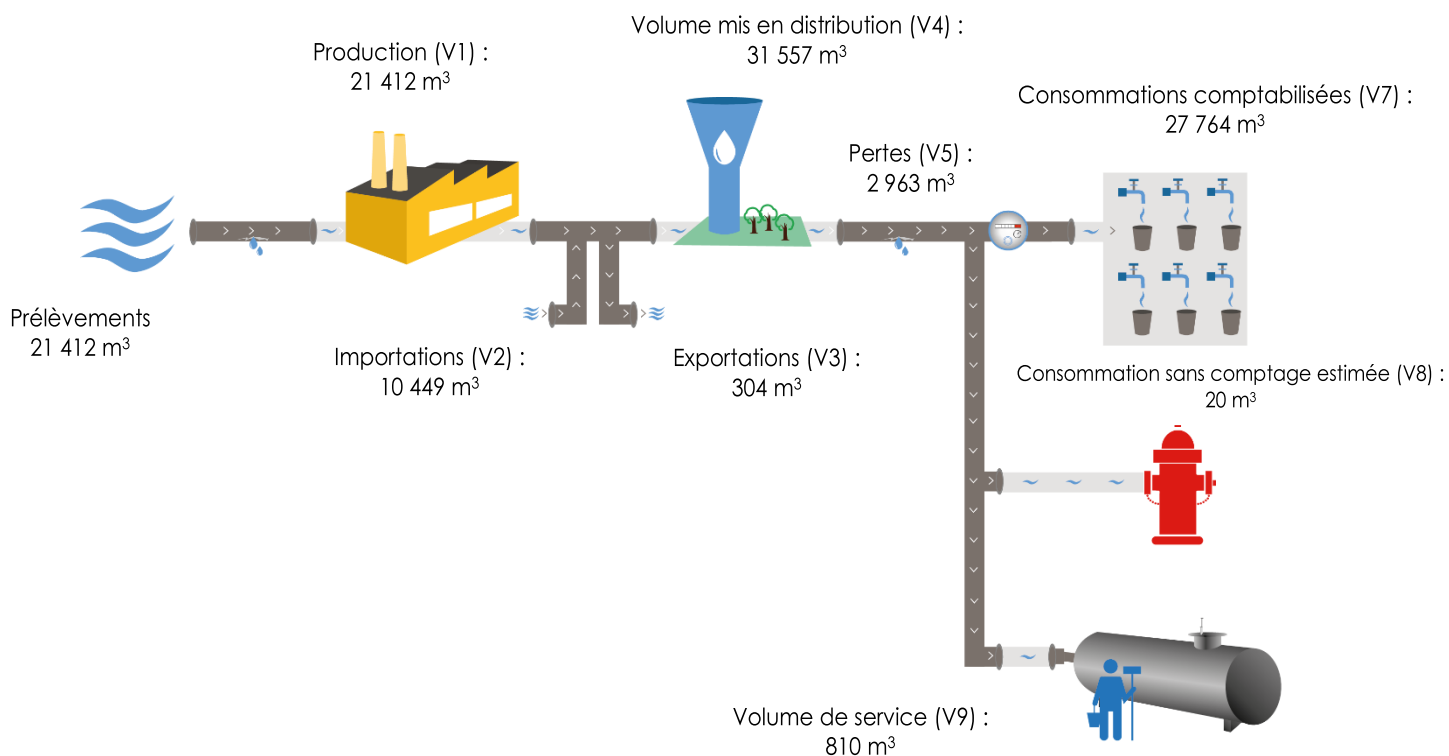 Volume mis en distribution (V4) :
31 557 m³
Production (V1) :
21 412 m³
Consommations comptabilisées (V7) :
27 764 m³
Pertes (V5) :
2 963 m³
Prélèvements
21 412 m³
Importations (V2) :
10 449 m³
Exportations (V3) :
304 m³
Consommation sans comptage estimée (V8) :
20 m³
Volume de service (V9) :
810 m³